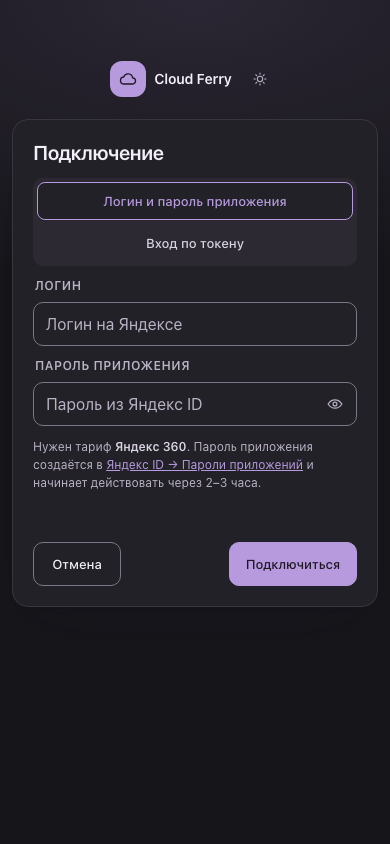 Cloud Ferry
Подключение
Логин и пароль приложения
Вход по токену
ЛОГИН
Логин на Яндексе
ПАРОЛЬ ПРИЛОЖЕНИЯ
Пароль из Яндекс ID
Нужен тариф Яндекс 360. Пароль приложения
создаётся в Яндекс ID → Пароли приложений и
начинает действовать через 2–3 часа.
Отмена
Подключиться